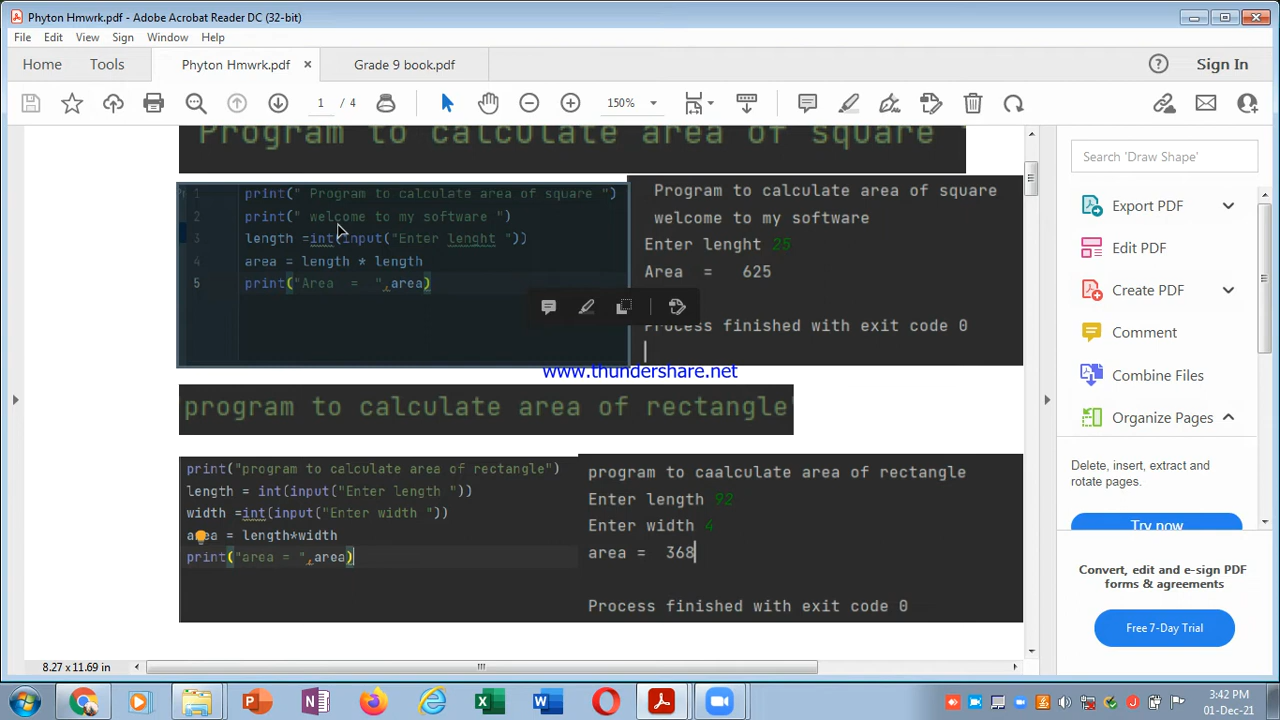 Phyton Hmwrk.pdf - Adobe Acrobat Reader DC (32-bit)
File Edit View Sign Window Help
Home Tools Phyton Hmwrk.pdf × Grade 9 book.pdf Sign In
1 / 4 150%
Program to calculate area of square
1 print(" Program to calculate area of square ")
2 print(" welcome to my software ")
3 length =int(input("Enter lenght "))
4 area = length * length
5 print("Area = ",area)
Program to calculate area of square
welcome to my software
Enter lenght 25
Area = 625
Process finished with exit code 0
www.thundershare.net
program to calculate area of rectangle"
print("program to calculate area of rectangle")
length = int(input("Enter length "))
width =int(input("Enter width "))
area = length*width
print("area = ",area)
program to caalculate area of rectangle
Enter length 92
Enter width 4
area = 368
Process finished with exit code 0
Search 'Draw Shape'
Export PDF
Edit PDF
Create PDF
Comment
Combine Files
Organize Pages
Delete, insert, extract and
rotate pages.
Try now
Convert, edit and e-sign PDF
forms & agreements
Free 7-Day Trial
8.27 x 11.69 in
3:42 PM
01-Dec-21